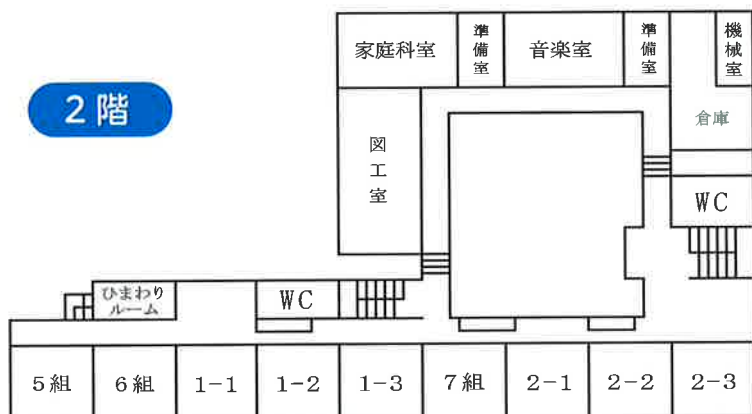 2階
家庭科室
準備室
音楽室
準備室
機械室
倉庫
図工室
WC
ひまわり
ルーム
WC
5組
6組
1-1
1-2
1-3
7組
2-1
2-2
2-3